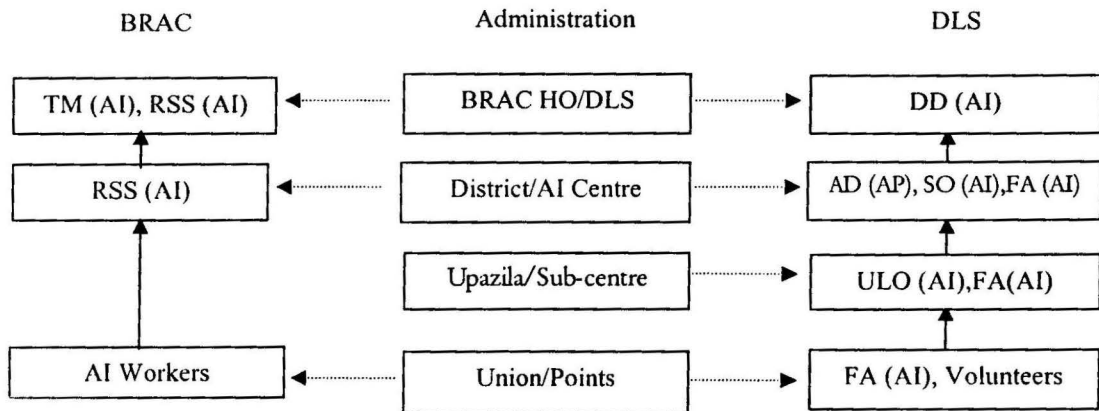 BRAC Administration DLS
TM (AI), RSS (AI) BRAC HO/DLS DD (AI)
RSS (AI) District/AI Centre AD (AP), SO (AI),FA (AI)
Upazila/Sub-centre ULO (AI),FA(AI)
AI Workers Union/Points FA (AI), Volunteers